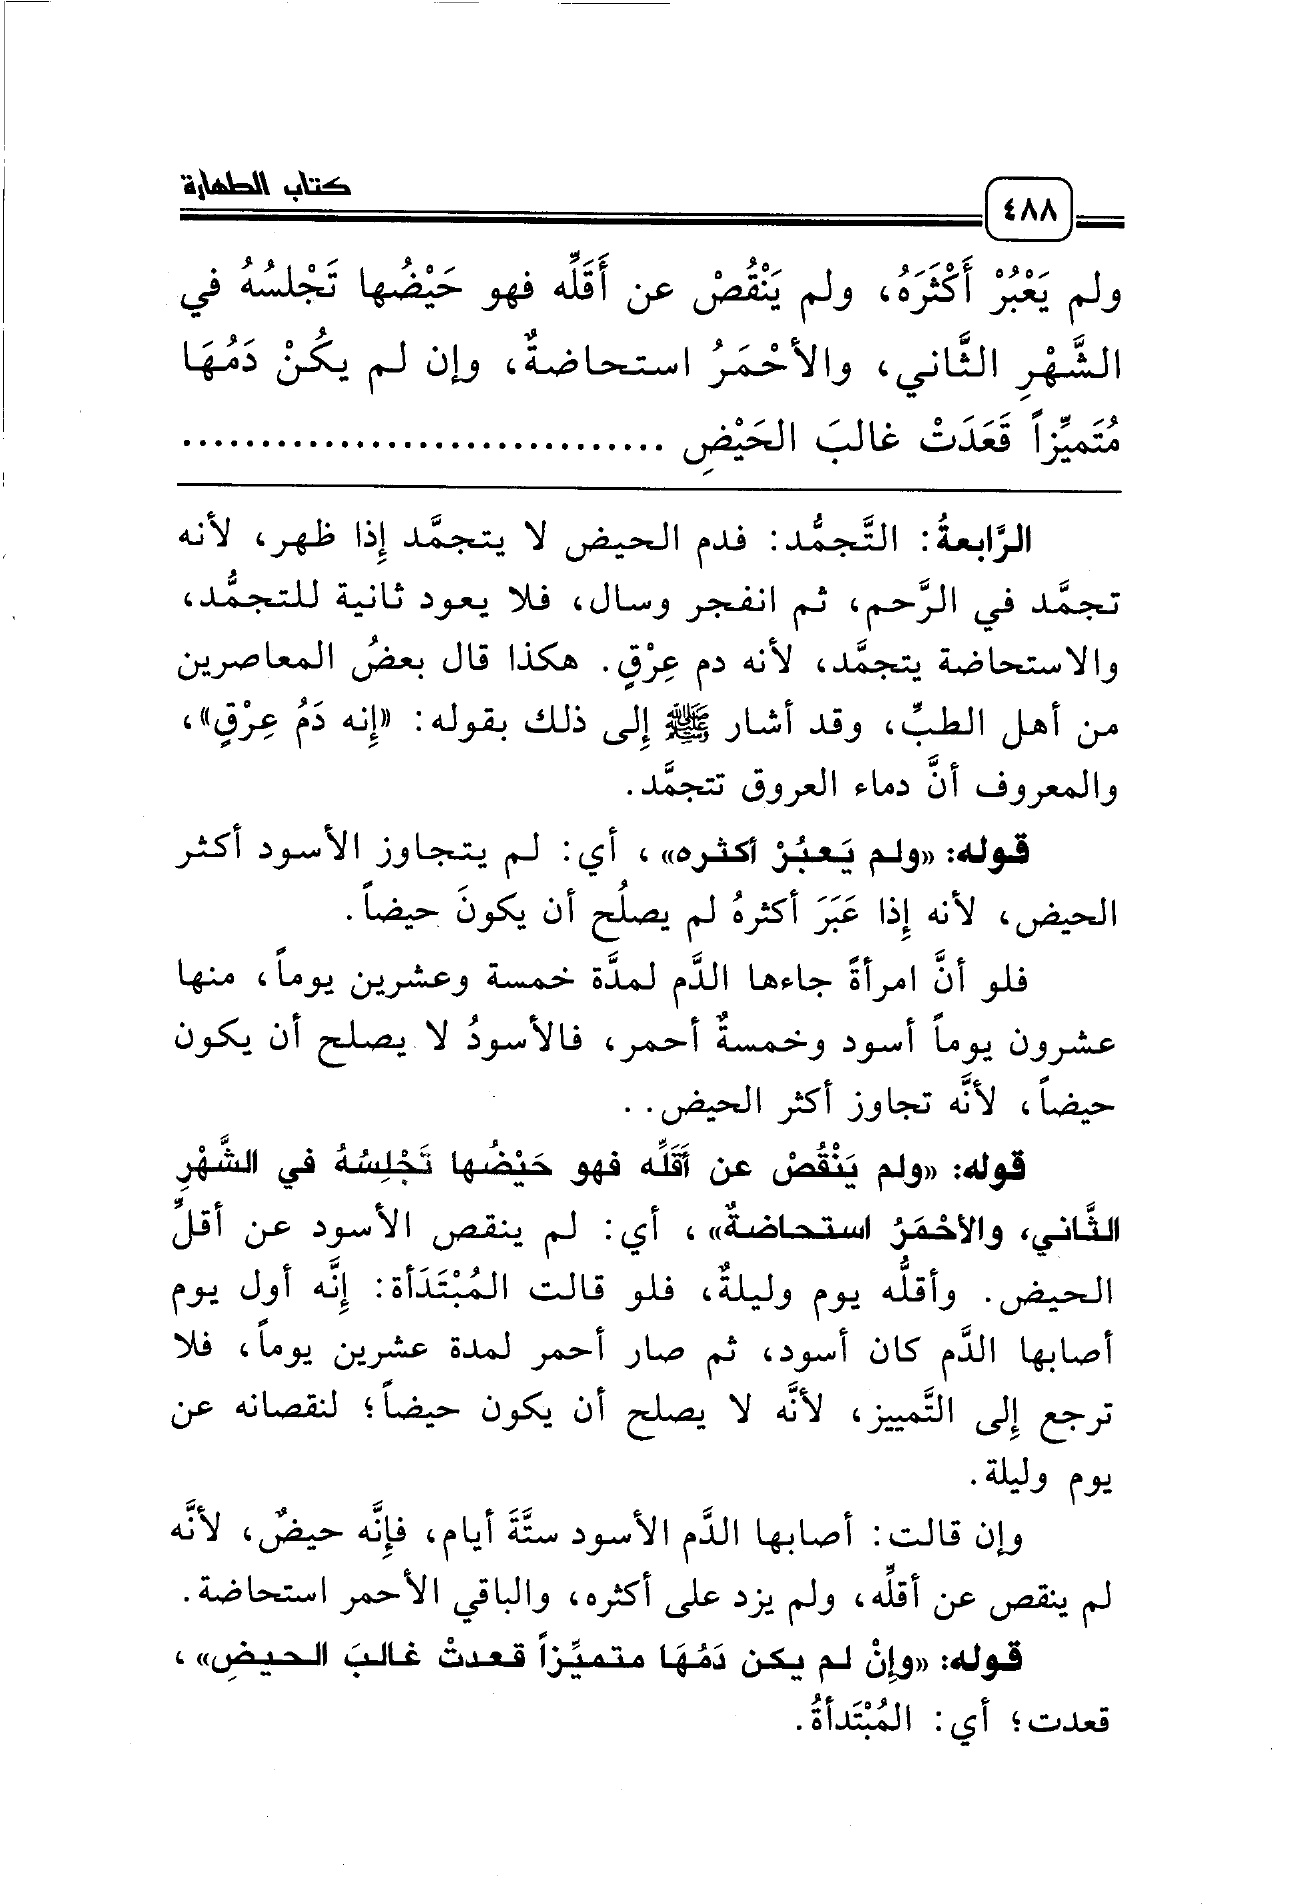 كتاب الطهارة
٤٨٨
ولم يَعْبُرْ أَكْثَرَهُ، ولم يَنْقُصْ عن أَقَلِّه فهو حَيْضُها تَجْلسُهُ في
الشَّهْرِ الثَّاني، والأحْمَرُ استحاضةٌ، وإن لم يكُنْ دَمُهَا
مُتَميِّزاً قَعَدَتْ غالبَ الحَيْضِ ................................
الرَّابعةُ: التَّجمُّد: فدم الحيض لا يتجمَّد إِذا ظهر، لأنه
تجمَّد في الرَّحم، ثم انفجر وسال، فلا يعود ثانية للتجمُّد،
والاستحاضة يتجمَّد، لأنه دم عِرْقٍ. هكذا قال بعضُ المعاصرين
من أهل الطبِّ، وقد أشار ﷺ إِلى ذلك بقوله: «إِنه دَمُ عِرْقٍ»،
والمعروف أنَّ دماء العروق تتجمَّد.
قوله: «ولم يَعبُرْ أكثره»، أي: لم يتجاوز الأسود أكثر
الحيض، لأنه إِذا عَبَرَ أكثرهُ لم يصلُح أن يكونَ حيضاً.
فلو أنَّ امرأةً جاءها الدَّم لمدَّة خمسة وعشرين يوماً، منها
عشرون يوماً أسود وخمسةٌ أحمر، فالأسودُ لا يصلح أن يكون
حيضاً، لأنَّه تجاوز أكثر الحيض..
قوله: «ولم يَنْقُصْ عن أقَلِّه فهو حَيْضُها تَجْلِسُهُ في الشَّهْرِ
الثَّاني، والأحْمَرُ استحاضةٌ»، أي: لم ينقص الأسود عن أقلِّ
الحيض. وأقلُّه يوم وليلةٌ، فلو قالت المُبْتَدَأة: إِنَّه أول يوم
أصابها الدَّم كان أسود، ثم صار أحمر لمدة عشرين يوماً، فلا
ترجع إِلى التَّمييز، لأنَّه لا يصلح أن يكون حيضاً؛ لنقصانه عن
يوم وليلة.
وإن قالت: أصابها الدَّم الأسود ستَّةَ أيام، فإِنَّه حيضٌ، لأنَّه
لم ينقص عن أقلِّه، ولم يزد على أكثره، والباقي الأحمر استحاضة.
قوله: «وإِنْ لم يكن دَمُهَا متميِّزاً قعدتْ غالبَ الحيضِ»،
قعدت؛ أي: المُبْتَدأةُ.